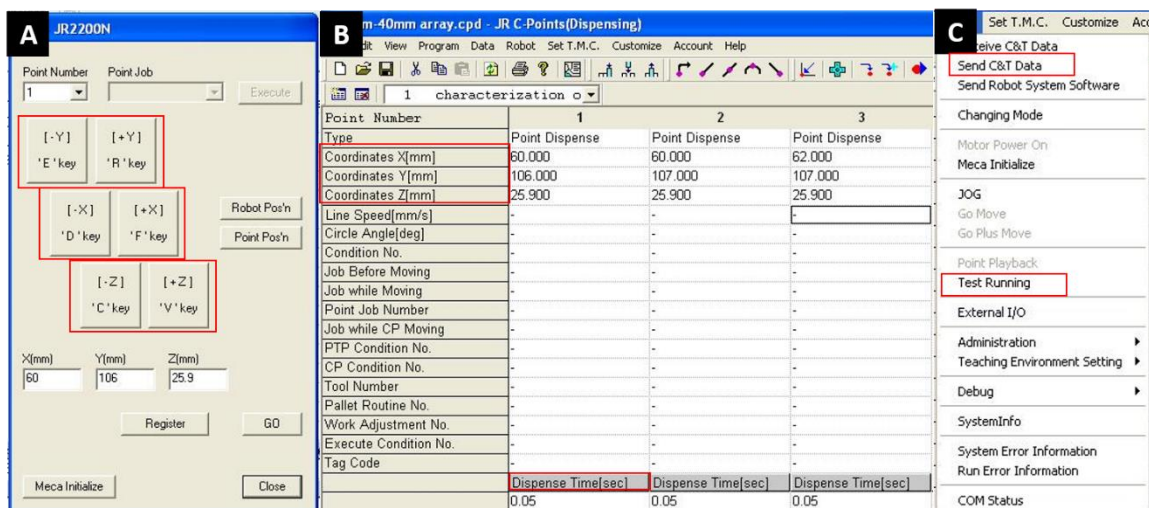 A
JR2200N
Point Number Point Job
1
Execute
[-Y] [+Y]
'E'key 'R'key
[-X] [+X]
'D'key 'F'key
Robot Pos'n
Point Pos'n
[-Z] [+Z]
'C'key 'V'key
X(mm) Y(mm) Z(mm)
60 106 25.9
Register GO
Meca Initialize Close
B
m-40mm array.cpd - JR C-Points(Dispensing)
dit View Program Data Robot Set T.M.C. Customize Account Help
1 characterization o
Point Number 1 2 3
Type Point Dispense Point Dispense Point Dispense
Coordinates X[mm] 60.000 60.000 62.000
Coordinates Y[mm] 106.000 107.000 107.000
Coordinates Z[mm] 25.900 25.900 25.900
Line Speed[mm/s] - - -
Circle Angle[deg] - - -
Condition No. - - -
Job Before Moving - - -
Job while Moving - - -
Point Job Number - - -
Job while CP Moving - - -
PTP Condition No. - - -
CP Condition No. - - -
Tool Number - - -
Pallet Routine No. - - -
Work Adjustment No. - - -
Execute Condition No. - - -
Tag Code - - -
Dispense Time[sec] Dispense Time[sec] Dispense Time[sec]
0.05 0.05 0.05
C
Set T.M.C. Customize Acc
ceive C&T Data
Send C&T Data
Send Robot System Software
Changing Mode
Motor Power On
Meca Initialize
JOG
Go Move
Go Plus Move
Point Playback
Test Running
External I/O
Administration
Teaching Environment Setting
Debug
SystemInfo
System Error Information
Run Error Information
COM Status